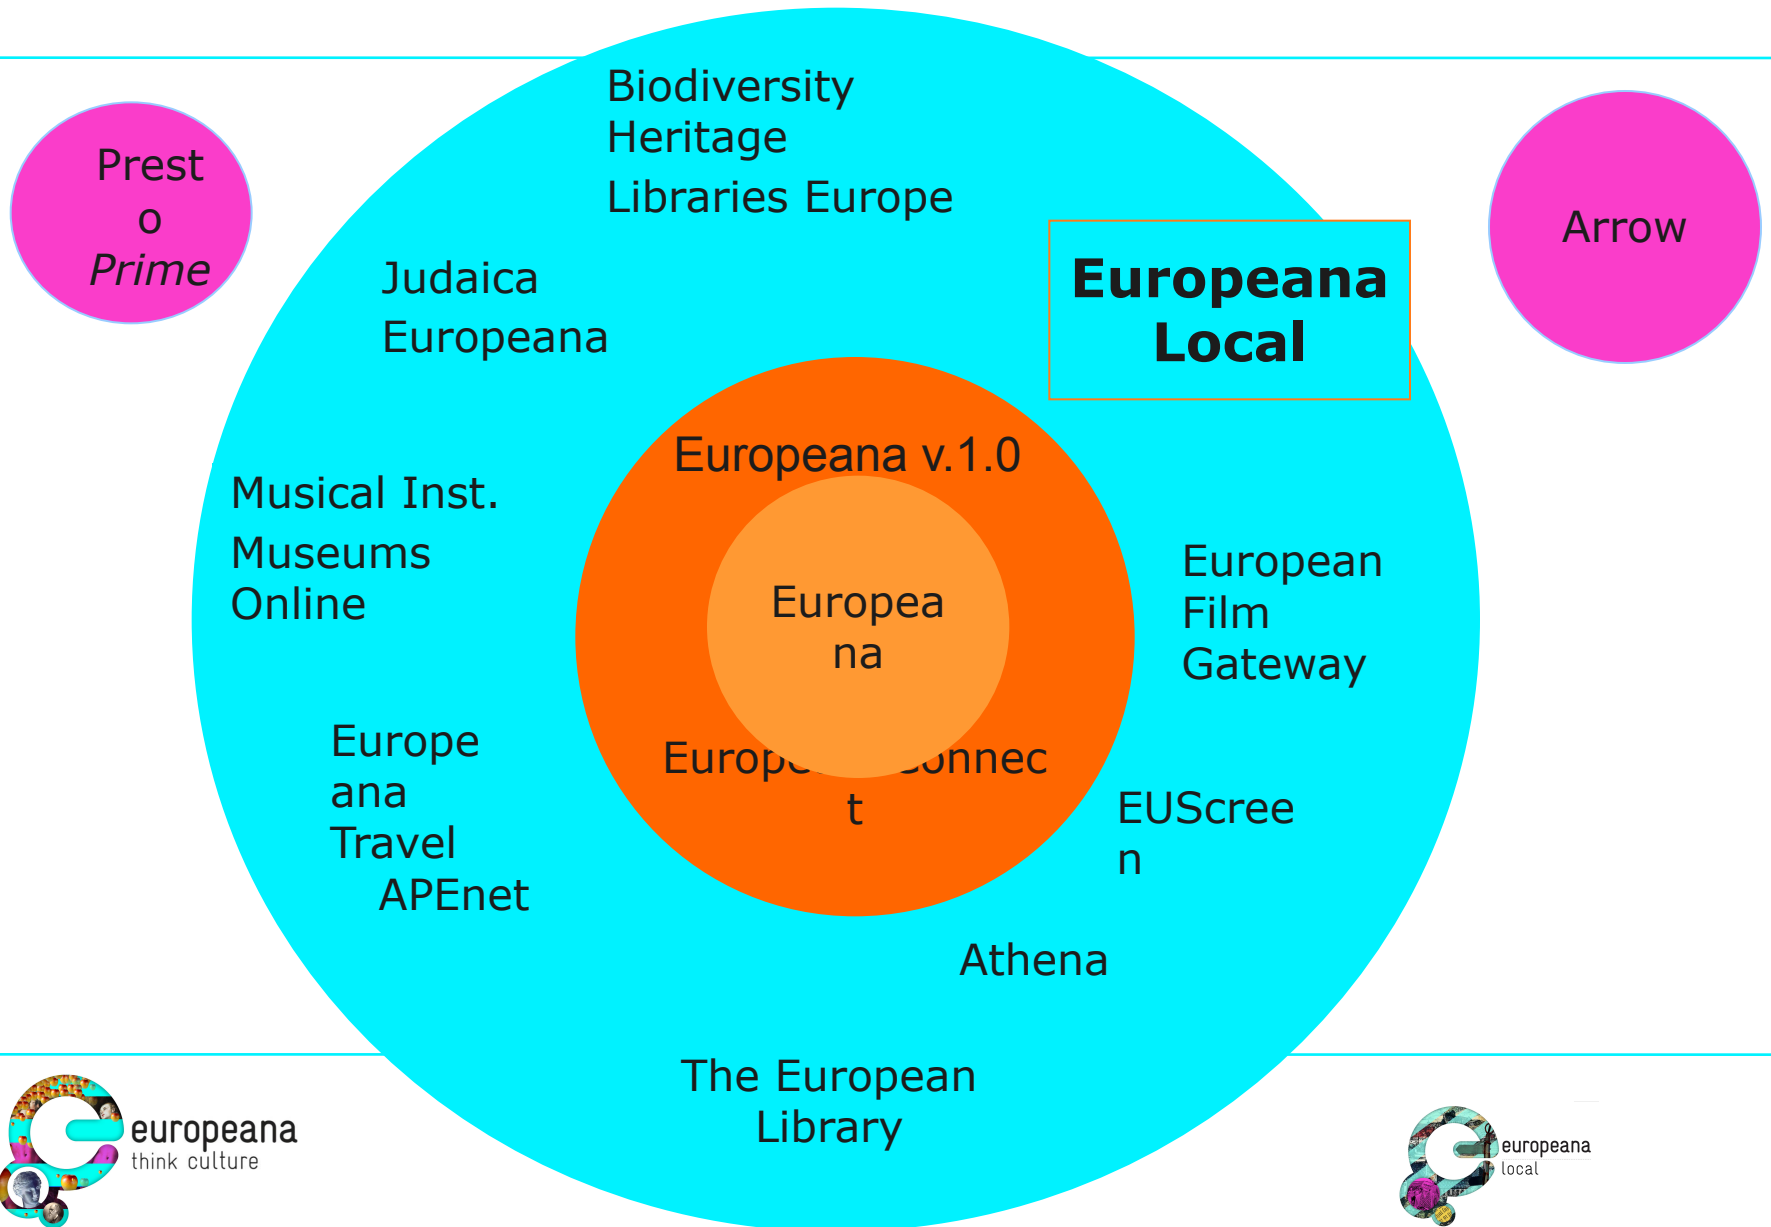 Biodiversity
Heritage
Libraries Europe
Prest
o
Prime
Arrow
Europeana
Local
Judaica
Europeana
Europeana v.1.0
Musical Inst.
Museums
Online
European
Film
Gateway
Europea
na
Europe
ana
Travel
APEnet
onnec
t
EUScree
n
Athena
The European
Library
europeana
think culture
europeana
local